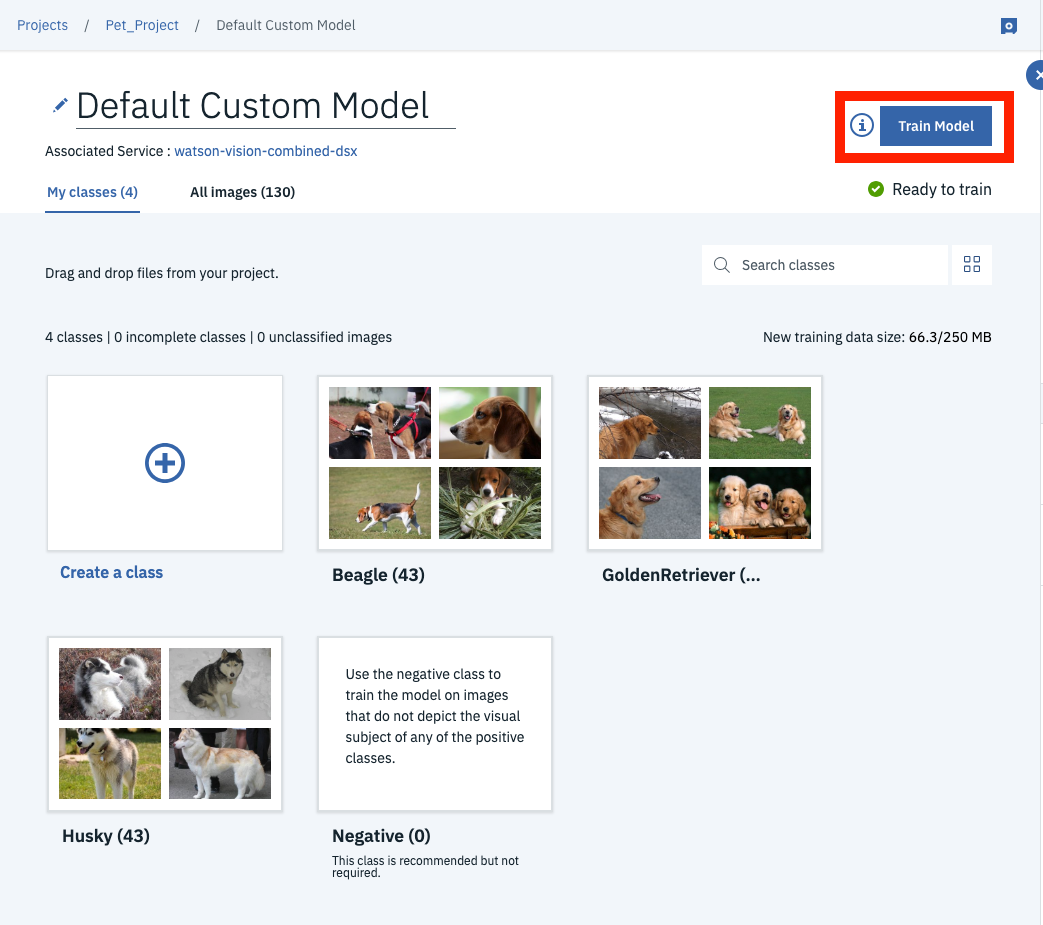 Projects / Pet_Project / Default Custom Model
Default Custom Model
Train Model
Associated Service : watson-vision-combined-dsx
My classes (4) All images (130)
Ready to train
Drag and drop files from your project.
Search classes
4 classes | 0 incomplete classes | 0 unclassified images
New training data size: 66.3/250 MB
Create a class
Beagle (43)
GoldenRetriever (...
Use the negative class to
train the model on images
that do not depict the visual
subject of any of the positive
classes.
Husky (43)
Negative (0)
This class is recommended but not
required.